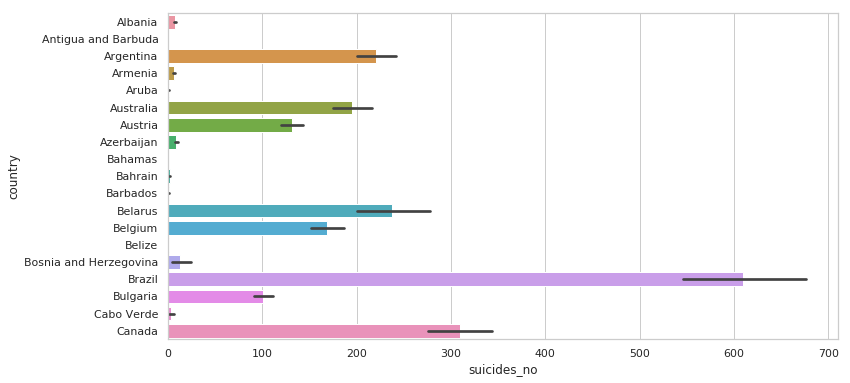 Albania
Antigua and Barbuda
Argentina
Armenia
Aruba
Australia
Austria
Azerbaijan
Bahamas
Bahrain
Barbados
Belarus
Belgium
Belize
Bosnia and Herzegovina
Brazil
Bulgaria
Cabo Verde
Canada
country
0 100 200 300 400 500 600 700
suicides_no